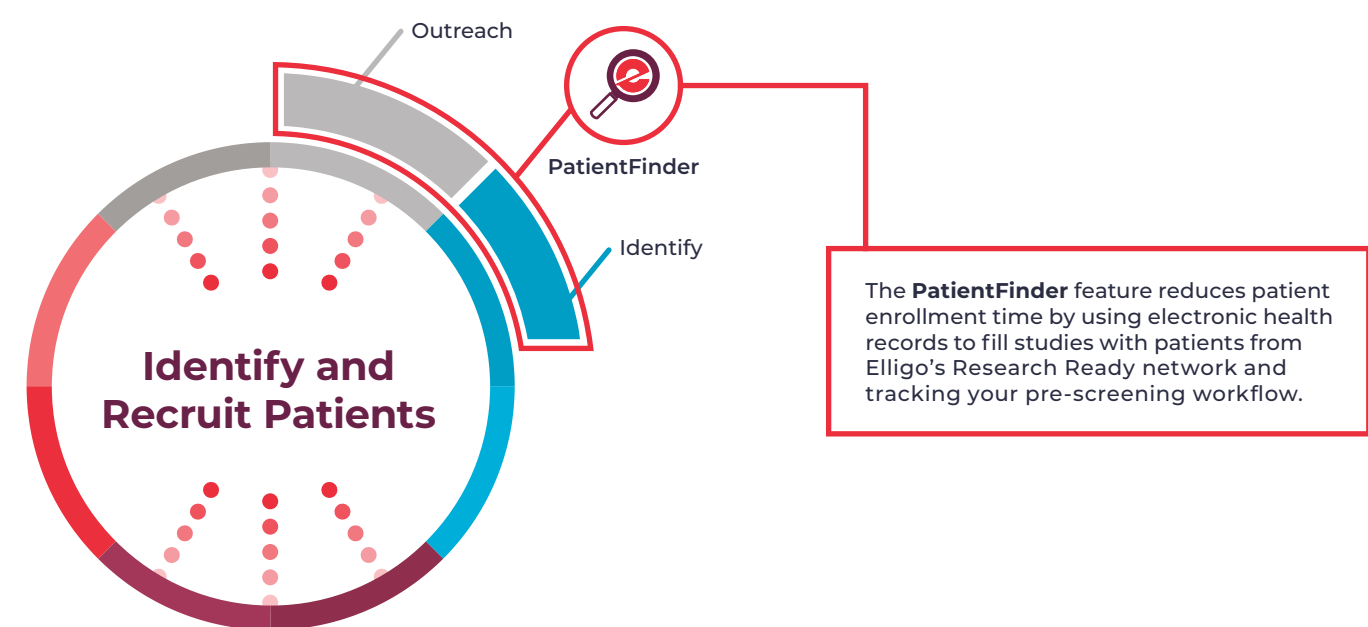 Outreach
PatientFinder
Identify
Identify and
Recruit Patients
The PatientFinder feature reduces patient
enrollment time by using electronic health
records to fill studies with patients from
Elligo’s Research Ready network and
tracking your pre-screening workflow.